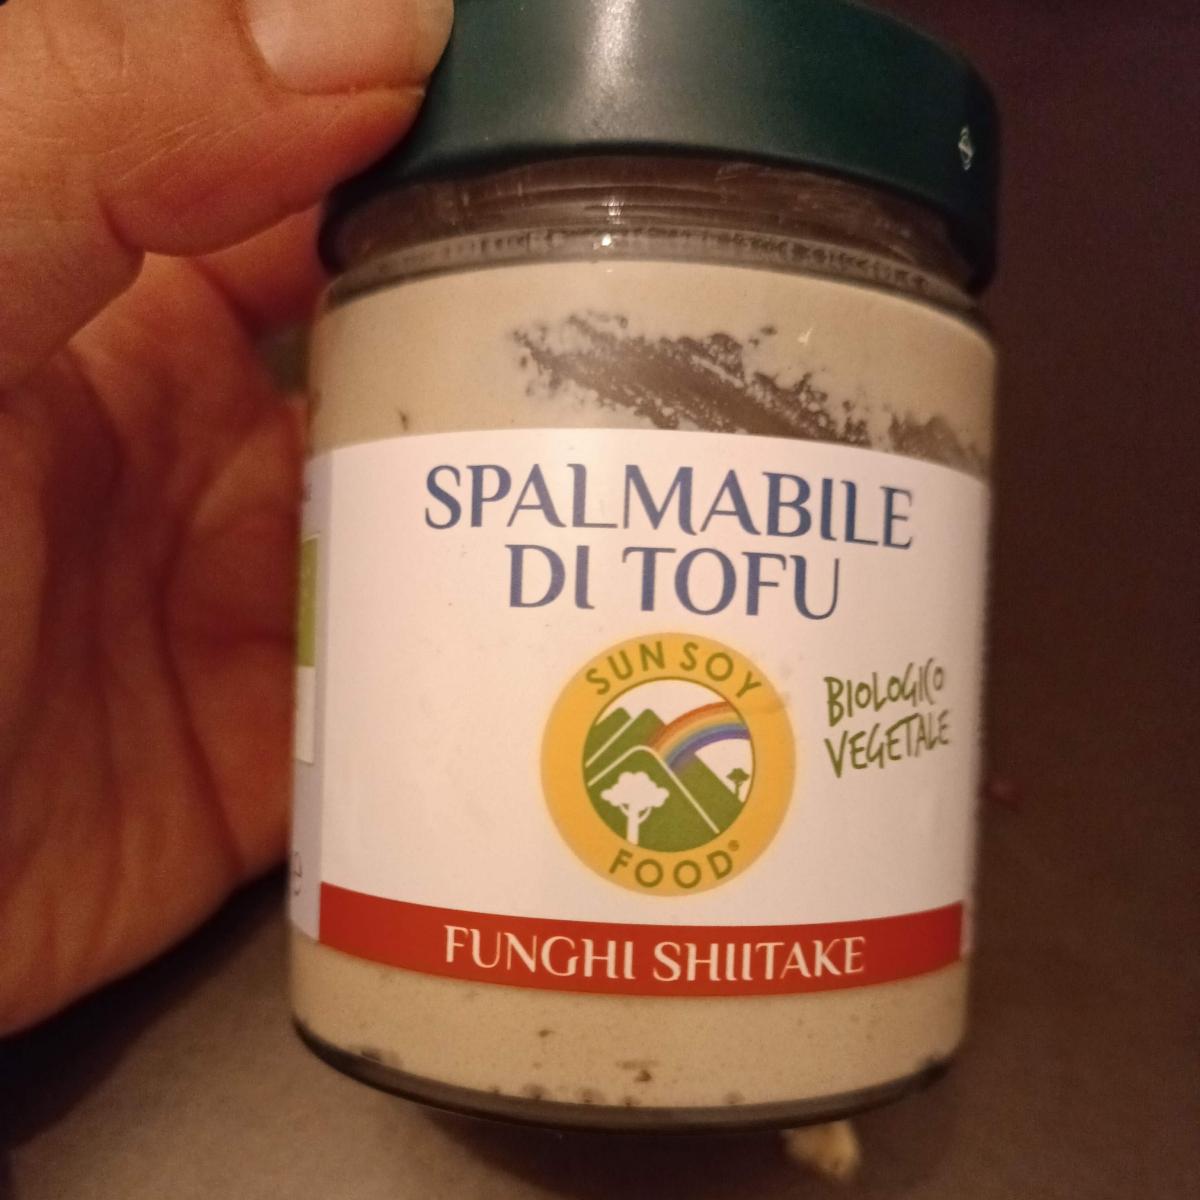 SPALMABILE
DI TOFU
SUN SOY
FOOD®
BIOLOGICO
VEGETALE
FUNGHI SHIITAKE